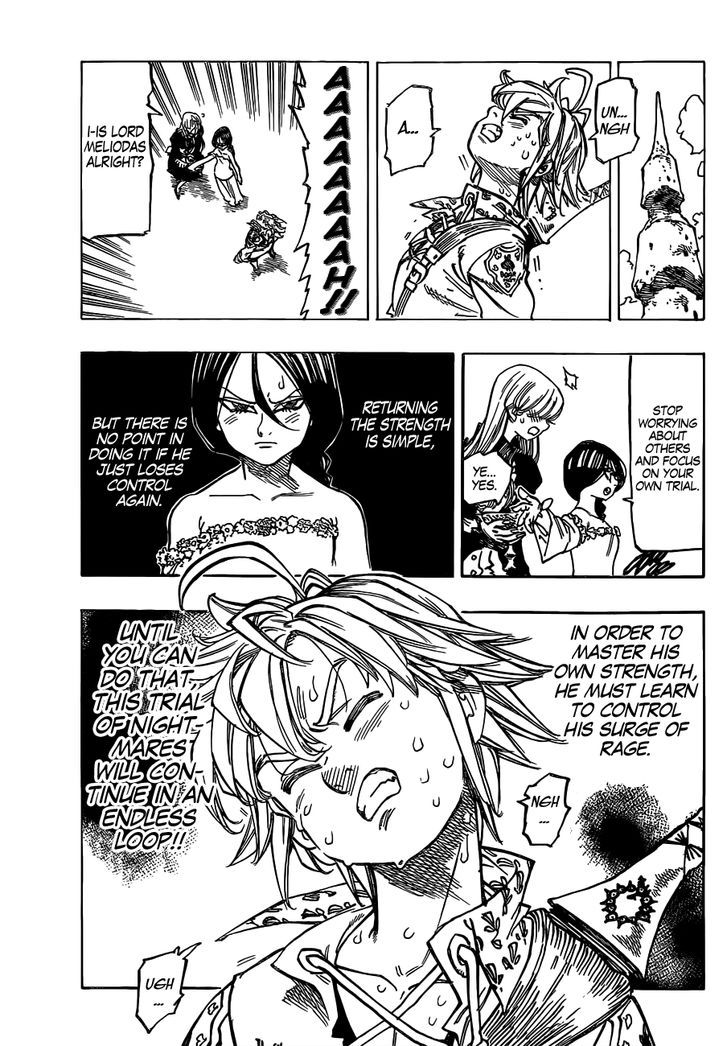 UN...
NGH
A...
AAAAAAAAAH!!
I-IS LORD
MELIODAS
ALRIGHT?
STOP
WORRYING
ABOUT
OTHERS
AND FOCUS
ON YOUR
OWN TRIAL.
YE...
YES.
RETURNING
THE STRENGTH
IS SIMPLE,
BUT THERE IS
NO POINT IN
DOING IT IF HE
JUST LOSES
CONTROL
AGAIN.
IN ORDER TO
MASTER HIS
OWN STRENGTH,
HE MUST LEARN
TO CONTROL
HIS SURGE OF
RAGE.
UNTIL
YOU CAN
DO THAT,
THIS TRIAL
OF NIGHT-
MARES
WILL CON-
TINUE IN AN
ENDLESS
LOOP!!
NGH
...
UGH
...